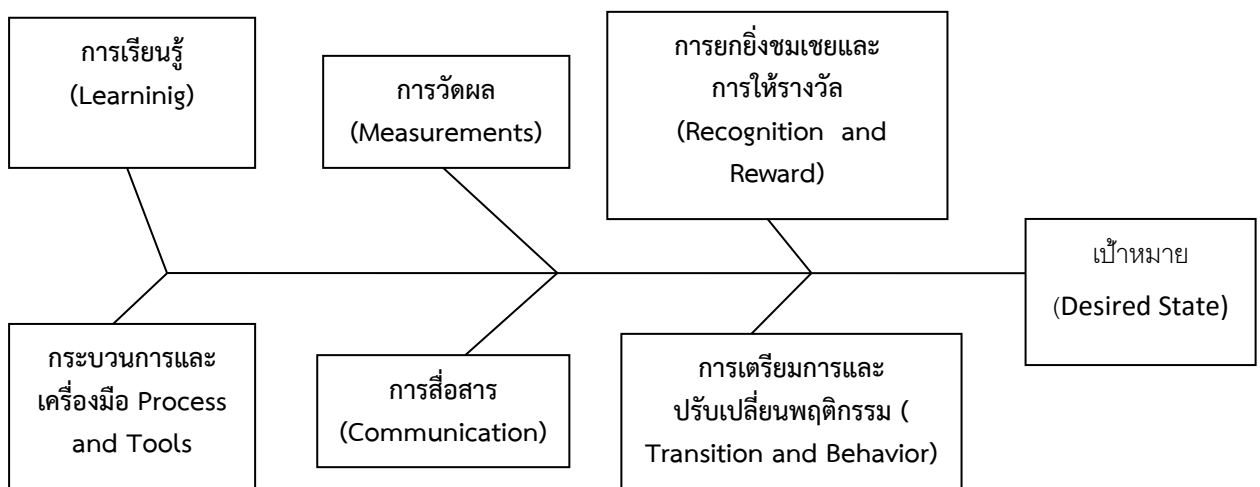 การเรียนรู้
(Learninig)
การวัดผล
(Measurements)
การยกยิ่งชมเชยและ
การให้รางวัล
(Recognition and
Reward)
เป้าหมาย
(Desired State)
กระบวนการและ
เครื่องมือ Process
and Tools
การสื่อสาร
(Communication)
การเตรียมการและ
ปรับเปลี่ยนพฤติกรรม (
Transition and Behavior)